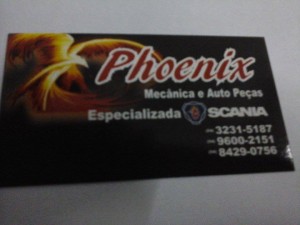 Phoenix
Mecânica e Auto Peças
Especializada SCANIA
3231-5187
9600-2151
8429-0756